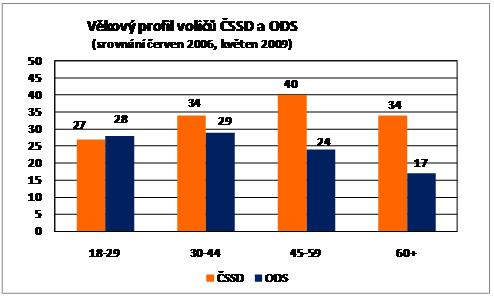 Věkový profil voličů ČSSD a ODS
(srovnání červen 2006, květen 2009)
50
45
40
35
30
25
20
15
10
5
0
27 28 34 29 40 24 34 17
18-29 30-44 45-59 60+
ČSSD ODS